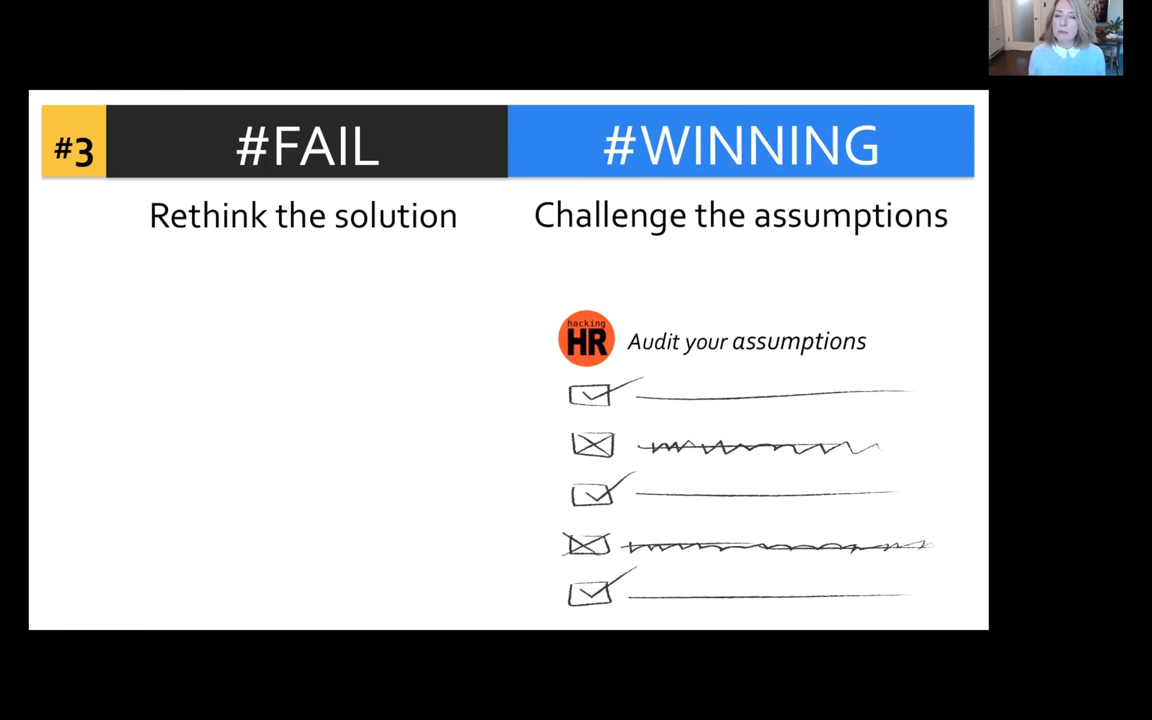 #3
#FAIL
#WINNING
Rethink the solution
Challenge the assumptions
hacking
HR
Audit your assumptions